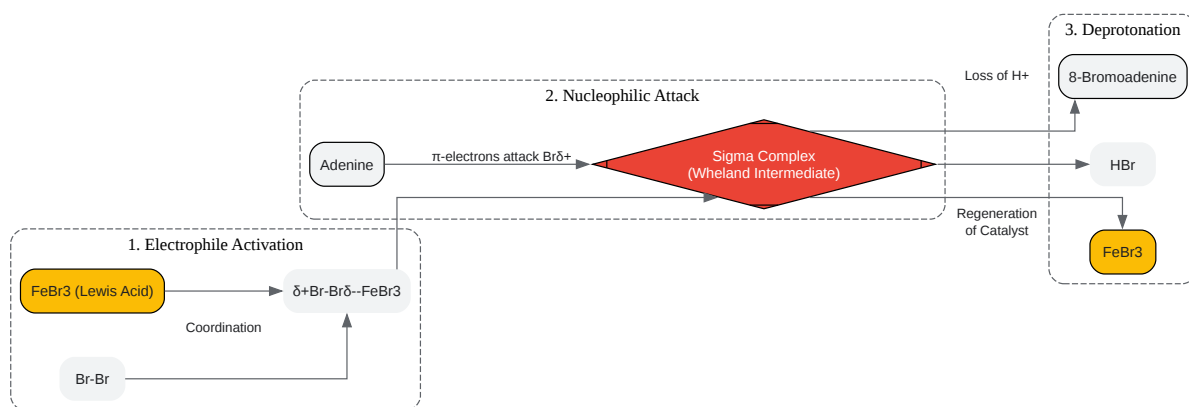 1. Electrophile Activation
FeBr3 (Lewis Acid)
Coordination
Br-Br
δ+Br-Brδ--FeBr3
2. Nucleophilic Attack
Adenine
π-electrons attack Brδ+
Sigma Complex
(Wheland Intermediate)
3. Deprotonation
Loss of H+
8-Bromoadenine
HBr
Regeneration
of Catalyst
FeBr3